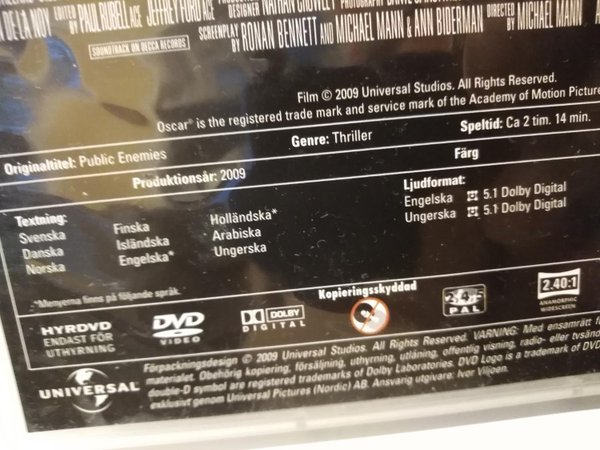 DE LA NOY EDITED BY PAUL RUBELL ACE JEFFREY FORD ACE DESIGNER NATHAN CROWLEY
DIRECTED BY MICHAEL MANN
SCREENPLAY BY RONAN BENNETT AND MICHAEL MANN & ANN BIDERMAN
SOUNDTRACK ON DECCA RECORDS
Film © 2009 Universal Studios. All Rights Reserved.
Oscar® is the registered trade mark and service mark of the Academy of Motion Picture
Originaltitel: Public Enemies
Genre: Thriller
Speltid: Ca 2 tim. 14 min.
Produktionsår: 2009
Färg
Textning:
Svenska
Danska
Norska
Finska
Isländska
Engelska*
Holländska*
Arabiska
Ungerska
Ljudformat:
Engelska 5.1 Dolby Digital
Ungerska 5.1 Dolby Digital
*Menyerna finns på följande språk.
HYRDVD
ENDAST FÖR
UTHYRNING
DVD
VIDEO
DOLBY
DIGITAL
Kopieringsskyddad
PAL
2.40:1
ANAMORPHIC
WIDESCREEN
UNIVERSAL
Förpackningsdesign © 2009 Universal Studios. All Rights Reserved. VARNING: Med ensamrätt
materialet. Obehörig kopiering, försäljning, uthyrning, utlåning, offentlig visning, radio- eller
double-D symbol are registered trademarks of Dolby Laboratories. DVD Logo is a trademark of DVD
exklusivt genom Universal Pictures (Nordic) AB. Ansvarig utgivare: Ivor Viljoen.